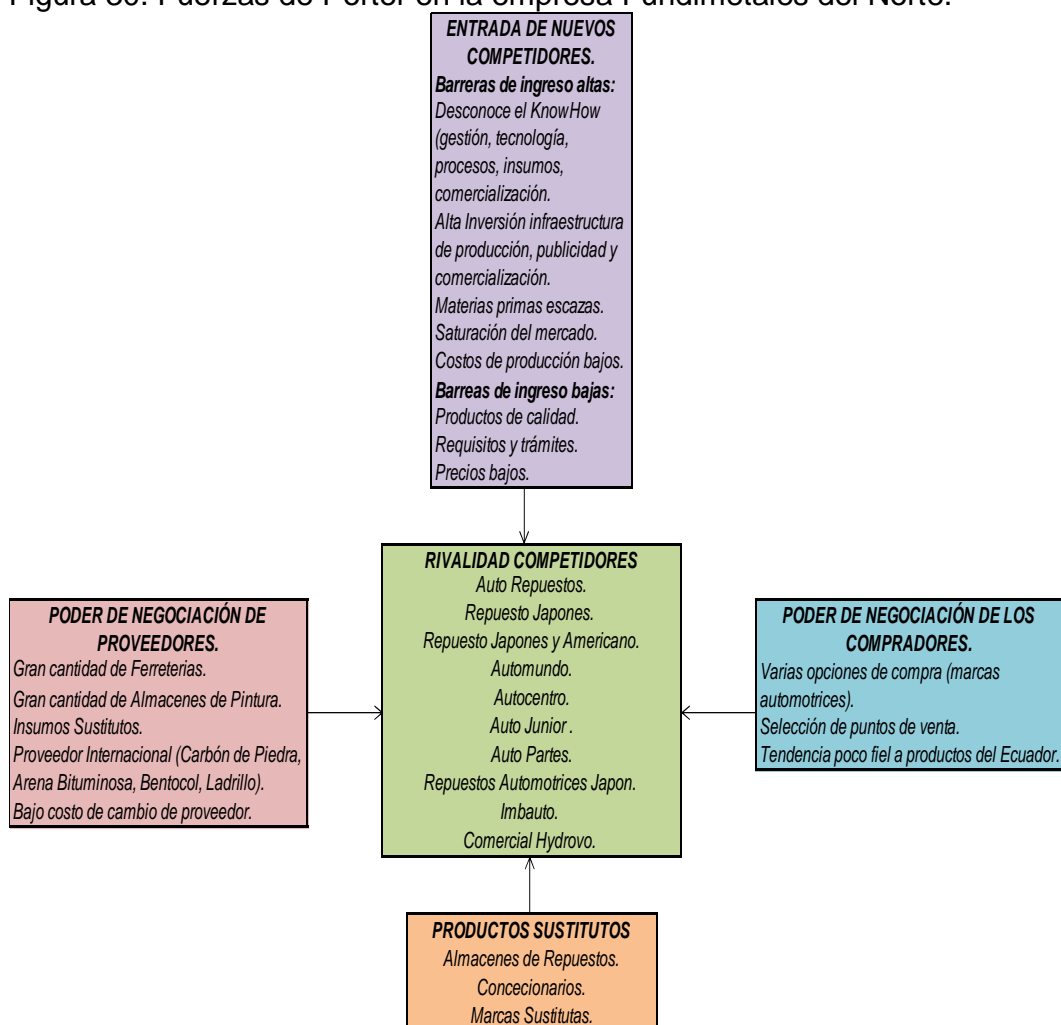 Figura 30. Fuerzas de Porter en la empresa Fundimetales del Norte.
ENTRADA DE NUEVOS
COMPETIDORES.
Barreras de ingreso altas:
Desconoce el KnowHow
(gestión, tecnología,
procesos, insumos,
comercialización.
Alta Inversión infraestructura
de producción, publicidad y
comercialización.
Materias primas escazas.
Saturación del mercado.
Costos de producción bajos.
Barreas de ingreso bajas:
Productos de calidad.
Requisitos y trámites.
Precios bajos.
PODER DE NEGOCIACIÓN DE
PROVEEDORES.
Gran cantidad de Ferreterias.
Gran cantidad de Almacenes de Pintura.
Insumos Sustitutos.
Proveedor Internacional (Carbón de Piedra,
Arena Bituminosa, Bentocol, Ladrillo).
Bajo costo de cambio de proveedor.
RIVALIDAD COMPETIDORES
Auto Repuestos.
Repuesto Japones.
Repuesto Japones y Americano.
Automundo.
Autocentro.
Auto Junior .
Auto Partes.
Repuestos Automotrices Japon.
Imbauto.
Comercial Hydrovo.
PODER DE NEGOCIACIÓN DE LOS
COMPRADORES.
Varias opciones de compra (marcas
automotrices).
Selección de puntos de venta.
Tendencia poco fiel a productos del Ecuador.
PRODUCTOS SUSTITUTOS
Almacenes de Repuestos.
Concecionarios.
Marcas Sustitutas.